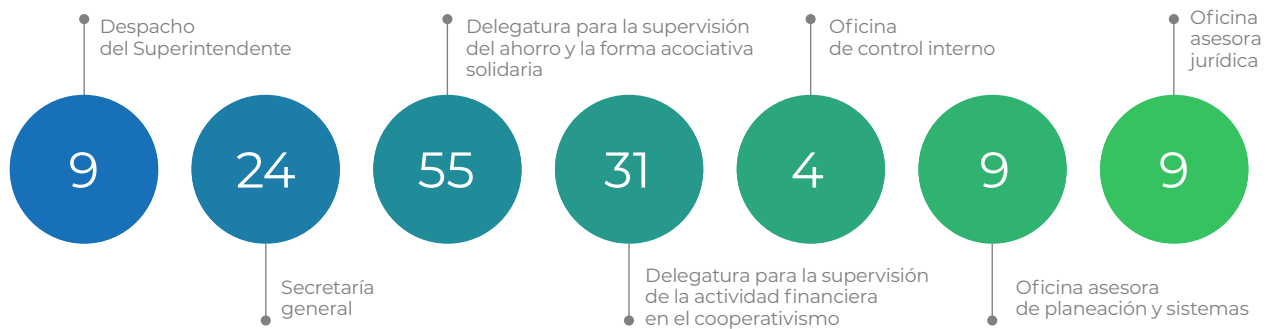 Despacho
del Superintendente
Delegatura para la supervisión
del ahorro y la forma acociativa
solidaria
Oficina
de control interno
Oficina
asesora
jurídica
9
24
55
31
4
9
9
Secretaría
general
Delegatura para la supervisión
de la actividad financiera
en el cooperativismo
Oficina asesora
de planeación y sistemas